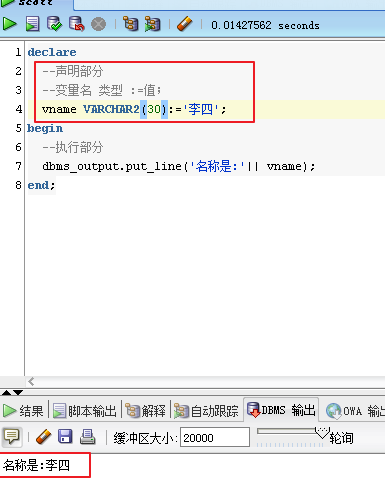 Scott
0.01427562 seconds
1 declare
2 --声明部分
3 --变量名 类型 :=值;
4 vname VARCHAR2(30):='李四';
5 begin
6 --执行部分
7 dbms_output.put_line('名称是:'|| vname);
8 end;
结果 脚本输出 解释 自动跟踪 DBMS 输出 OWA 输出
缓冲区大小: 20000 轮询
名称是:李四